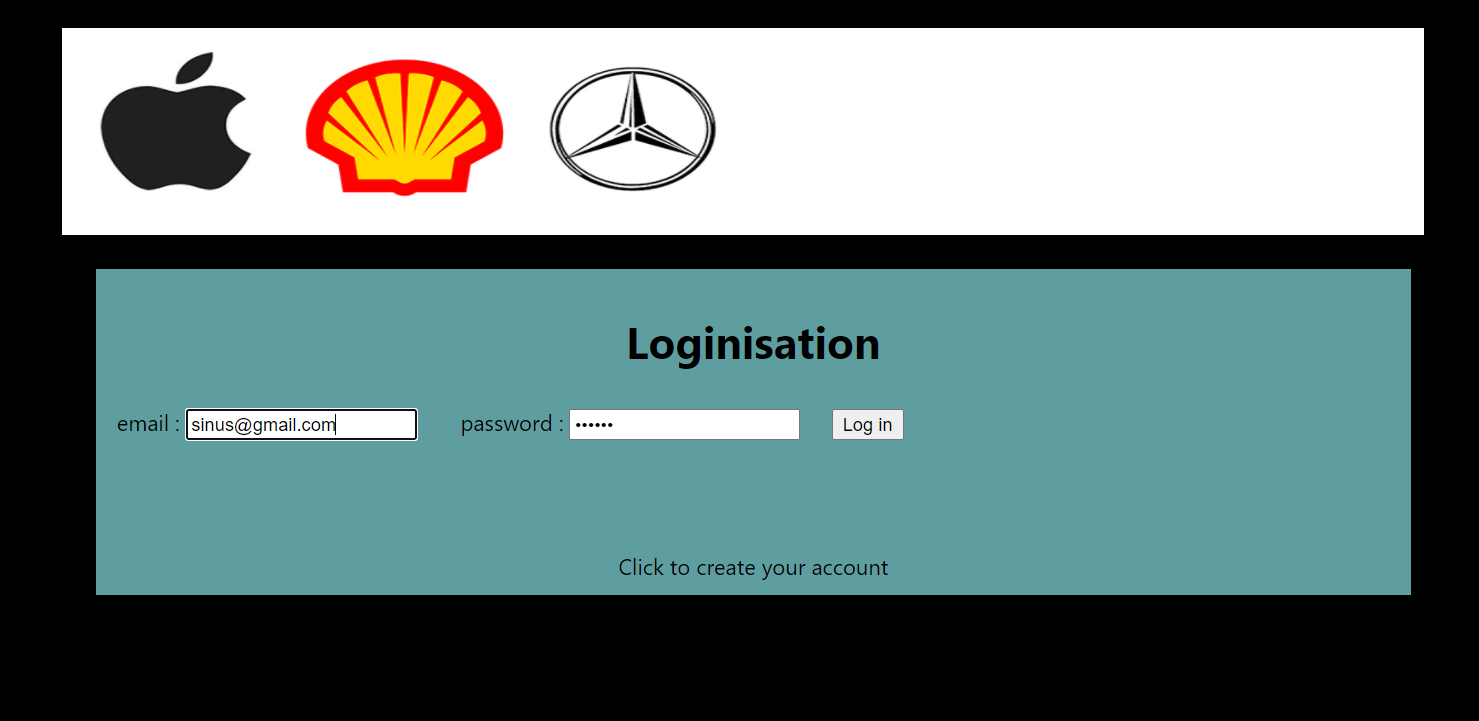 Loginisation
email : sinus@gmail.com password : •••••• Log in
Click to create your account